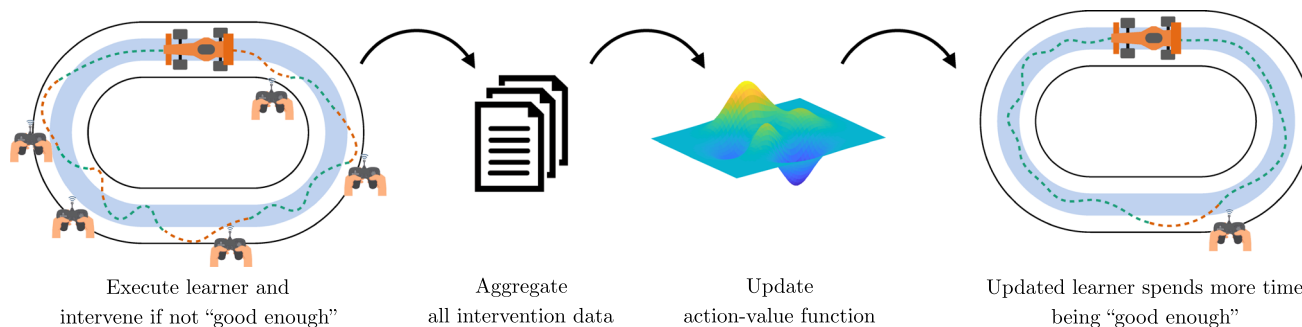 Execute learner and
intervene if not “good enough”
Aggregate
all intervention data
Update
action-value function
Updated learner spends more time
being “good enough”